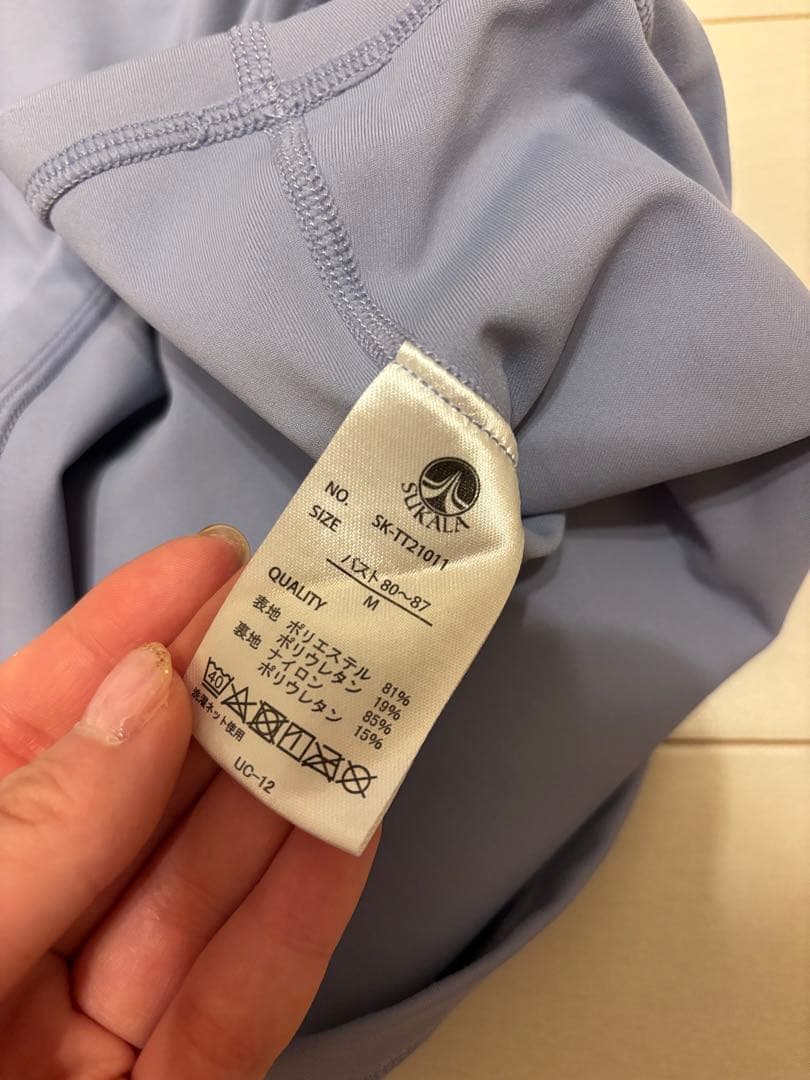 SUKALA
NO. SK-TT21011
SIZE バスト80〜87
M
QUALITY
表地 ポリエステル 81%
ポリウレタン 19%
裏地 ナイロン 85%
ポリウレタン 15%
40
洗濯ネット使用
UC-12